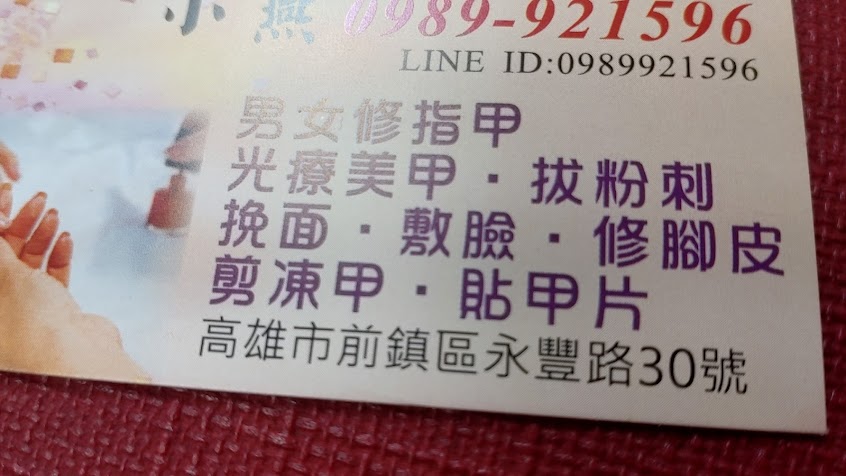 小燕 0989-921596
LINE ID:0989921596
男女修指甲
光療美甲・拔粉刺
挽面・敷臉・修腳皮
剪凍甲・貼甲片
高雄市前鎮區永豐路30號